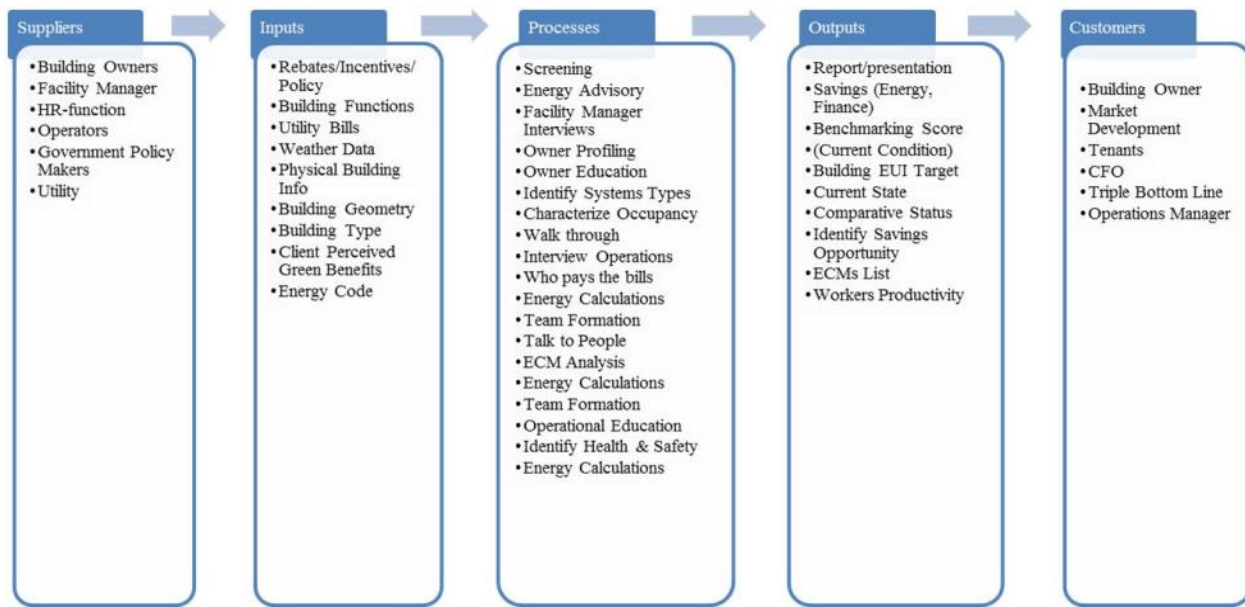 Suppliers
•Building Owners
•Facility Manager
•HR-function
•Operators
•Government Policy
Makers
•Utility
Inputs
•Rebates/Incentives/
Policy
•Building Functions
•Utility Bills
•Weather Data
•Physical Building
Info
•Building Geometry
•Building Type
•Client Perceived
Green Benefits
•Energy Code
Processes
•Screening
•Energy Advisory
•Facility Manager
Interviews
•Owner Profiling
•Owner Education
•Identify Systems Types
•Characterize Occupancy
•Walk through
•Interview Operations
•Who pays the bills
•Energy Calculations
•Team Formation
•Talk to People
•ECM Analysis
•Energy Calculations
•Team Formation
•Operational Education
•Identify Health & Safety
•Energy Calculations
Outputs
•Report/presentation
•Savings (Energy,
Finance)
•Benchmarking Score
•(Current Condition)
•Building EUI Target
•Current State
•Comparative Status
•Identify Savings
Opportunity
•ECMs List
•Workers Productivity
Customers
•Building Owner
•Market
Development
•Tenants
•CFO
•Triple Bottom Line
•Operations Manager